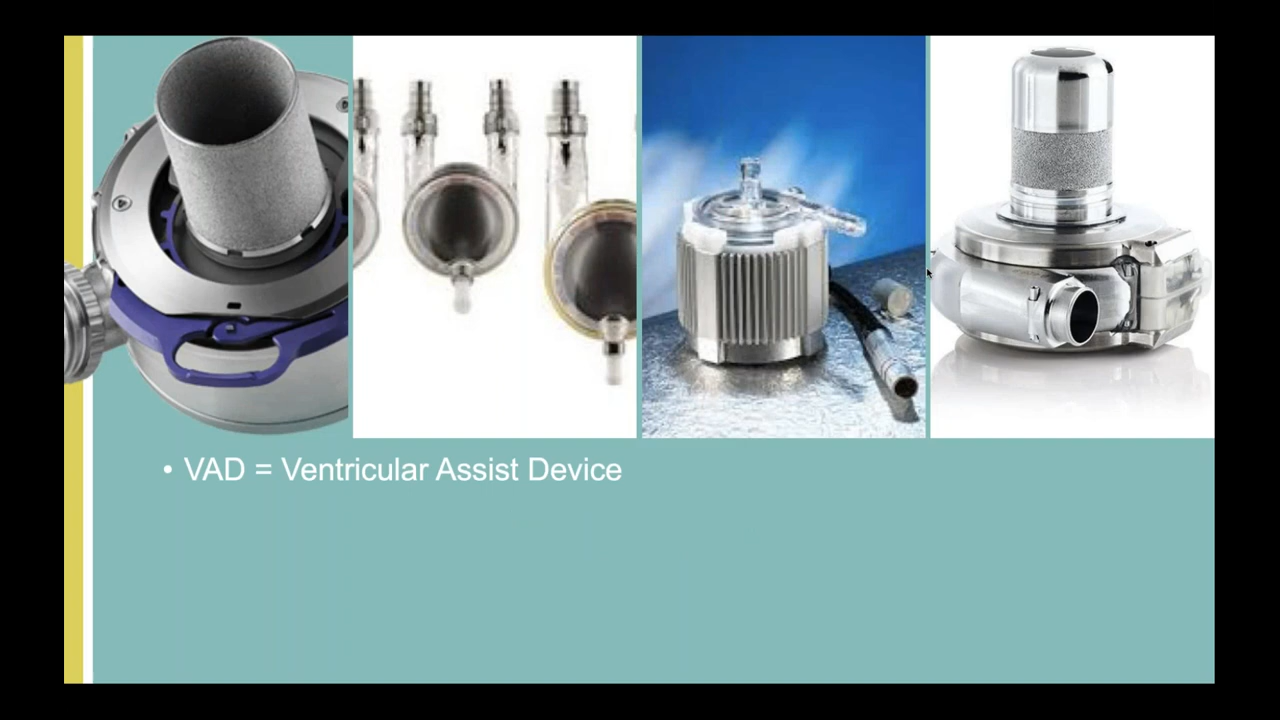 • VAD = Ventricular Assist Device